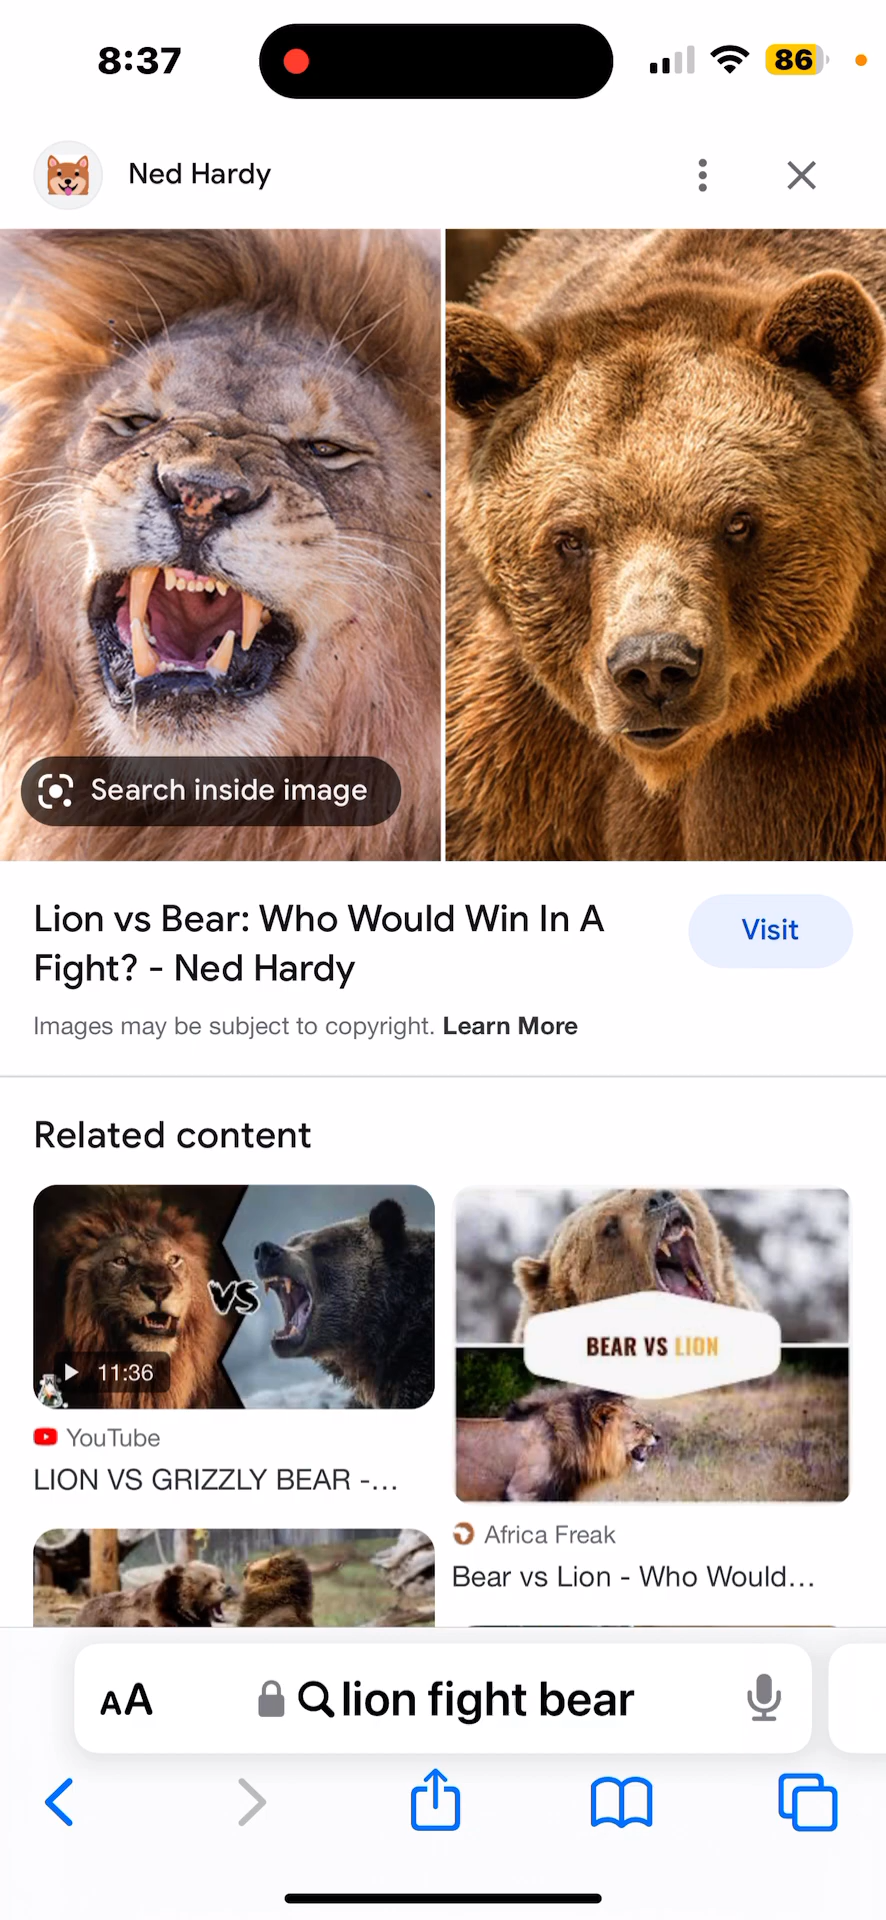 8:37
86
Ned Hardy
Search inside image
Lion vs Bear: Who Would Win In A
Fight? - Ned Hardy
Visit
Images may be subject to copyright. Learn More
Related content
VS
11:36
YouTube
LION VS GRIZZLY BEAR -...
BEAR VS LION
Africa Freak
Bear vs Lion - Who Would...
AA
lion fight bear